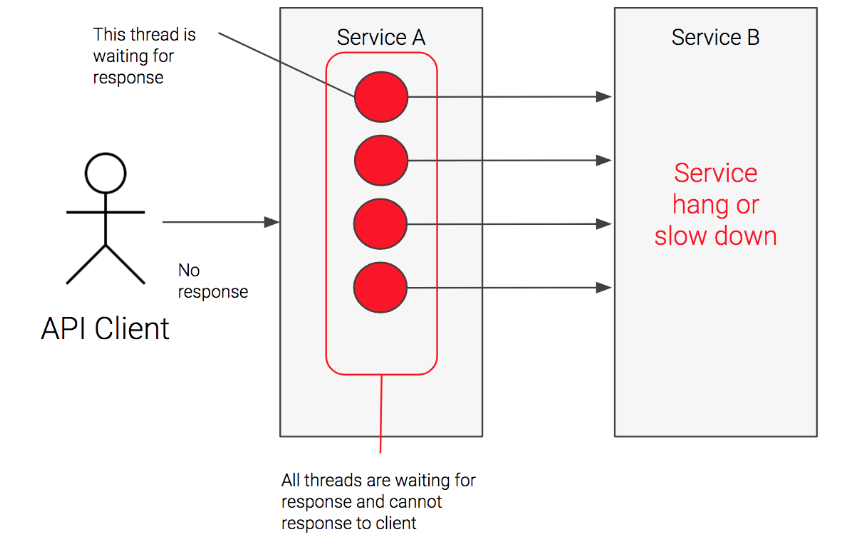 This thread is
waiting for
response
Service A
Service B
Service
hang or
slow down
No
response
API Client
All threads are waiting for
response and cannot
response to client